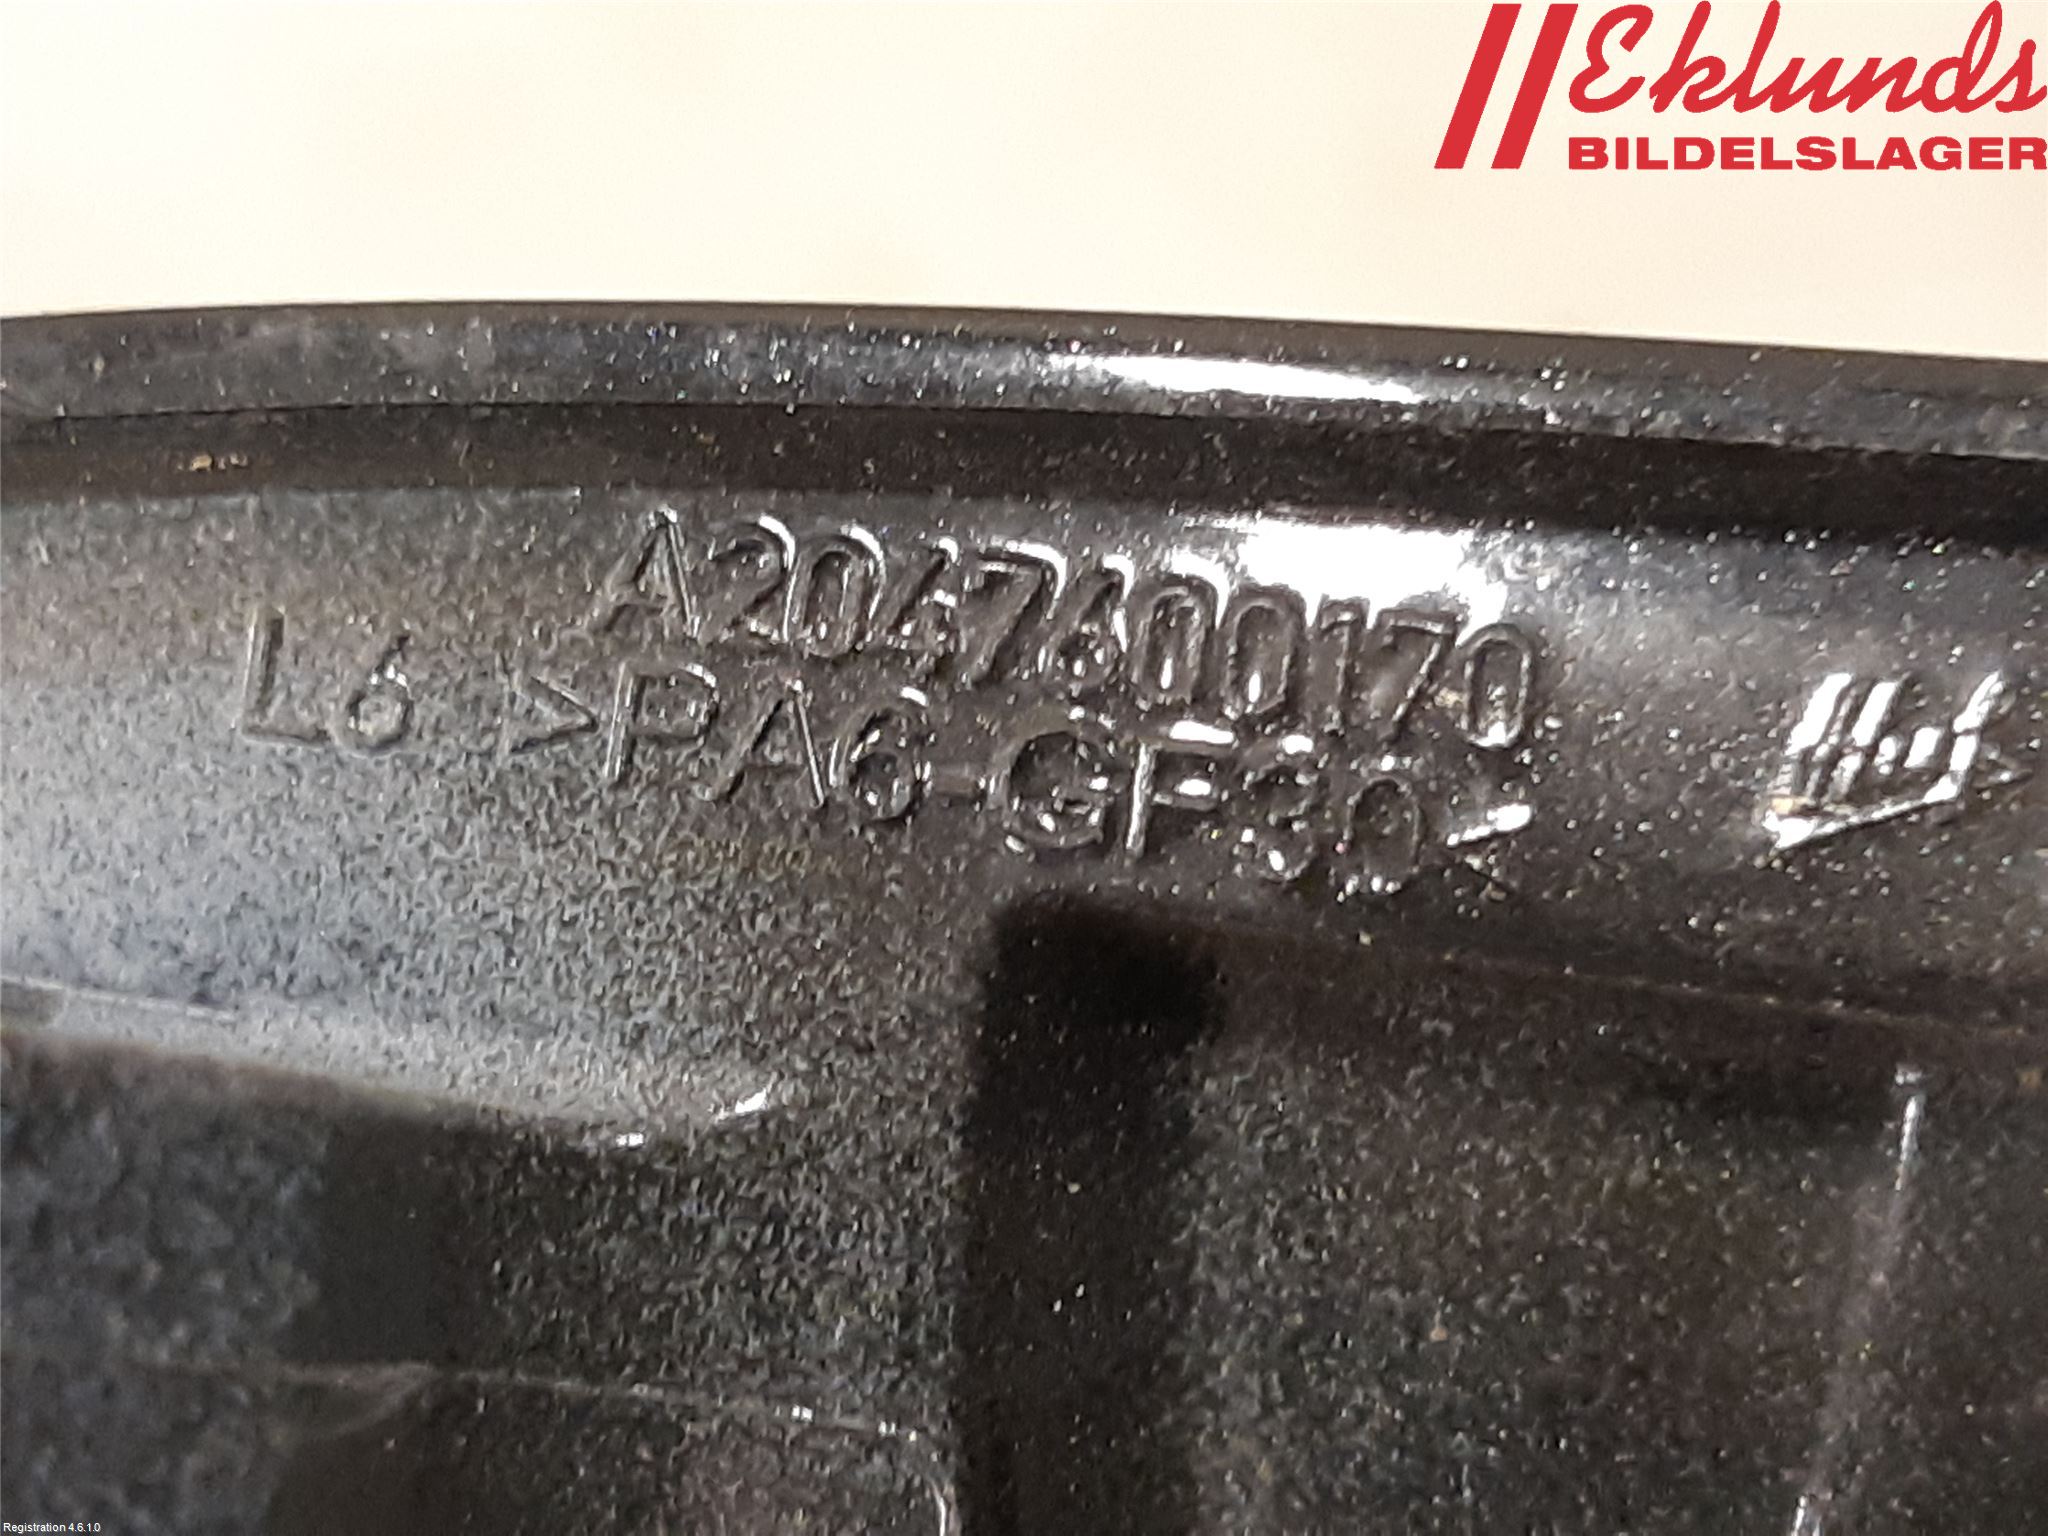 Eklunds
BILDELSLAGER
A2047600170
L6 >PA6-GF30<
Registration 4.6.1.0